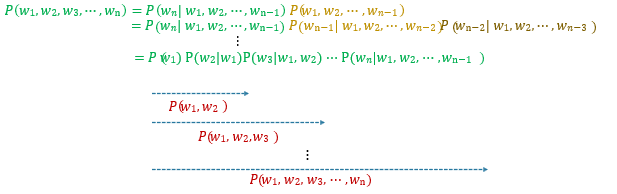 P(w₁, w₂, w₃, ⋯, wₙ) = P(wₙ| w₁, w₂, ⋯, wₙ₋₁) P(w₁, w₂, ⋯, wₙ₋₁)
= P(wₙ| w₁, w₂, ⋯, wₙ₋₁) P(wₙ₋₁| w₁, w₂, ⋯, wₙ₋₂) P(wₙ₋₂| w₁, w₂, ⋯, wₙ₋₃ )
⋮
= P(w₁) P(w₂|w₁)P(w₃|w₁, w₂) ⋯ P(wₙ|w₁, w₂, ⋯, wₙ₋₁ )
P(w₁, w₂ )
P(w₁, w₂,w₃ )
⋮
P(w₁, w₂, w₃, ⋯ ,wₙ)